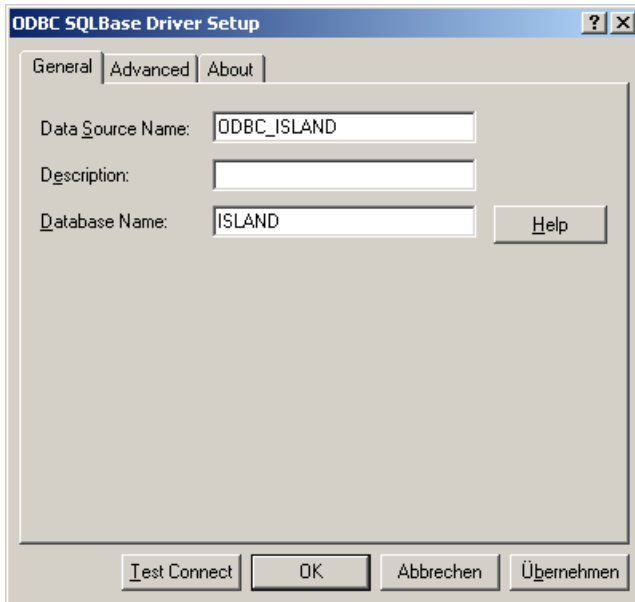 ODBC SQLBase Driver Setup
General Advanced About
Data Source Name: ODBC_ISLAND
Description:
Database Name: ISLAND
Help
Test Connect OK Abbrechen Übernehmen